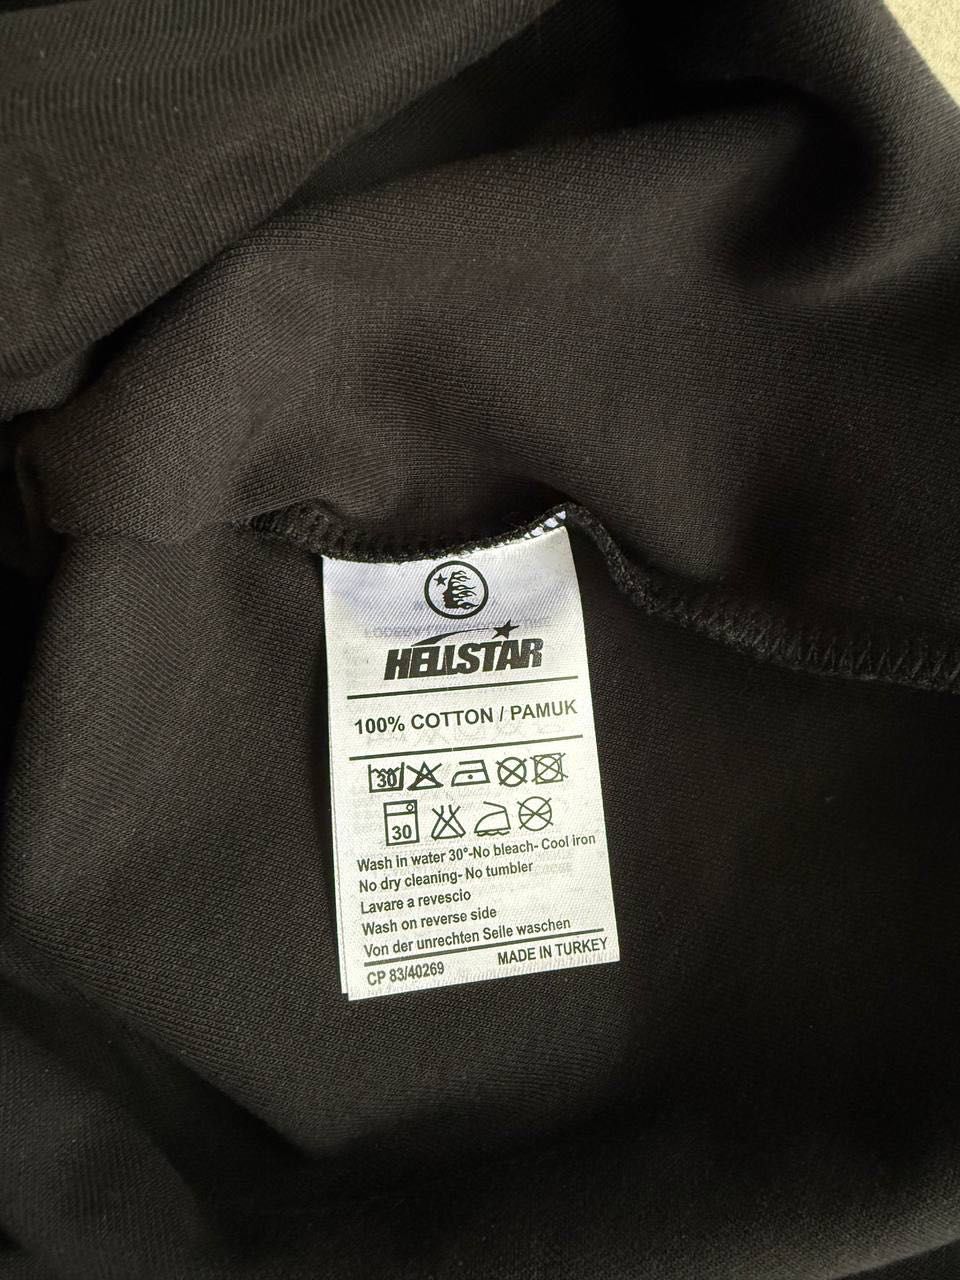 HELLSTAR
100% COTTON / PAMUK
30
30
Wash in water 30°-No bleach- Cool iron
No dry cleaning- No tumbler
Lavare a revescio
Wash on reverse side
Von der unrechten Seile waschen
CP 83/40269 MADE IN TURKEY